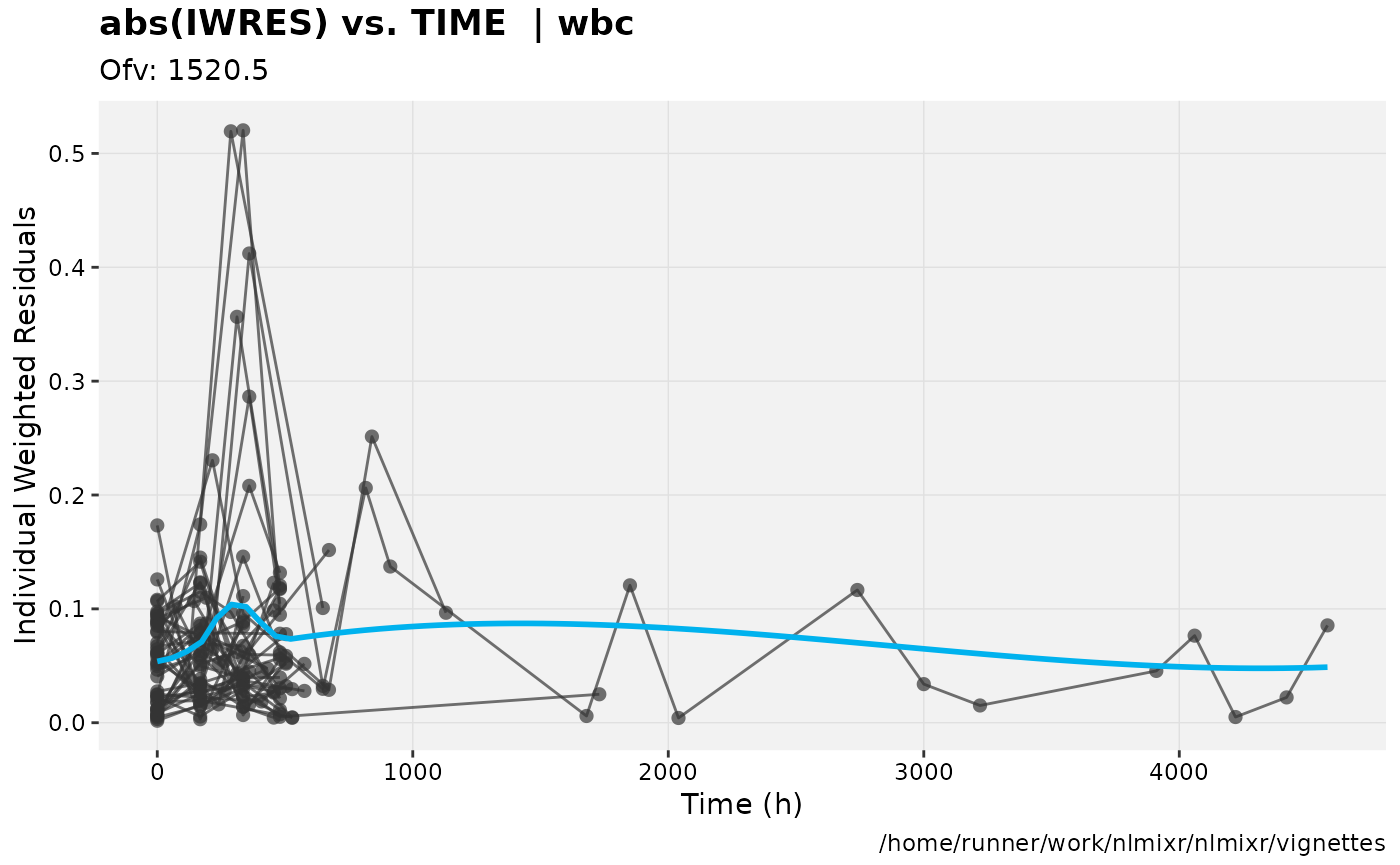 abs(IWRES) vs. TIME  | wbc
Ofv: 1520.5
Individual Weighted Residuals
0.5
0.4
0.3
0.2
0.1
0.0
0 1000 2000 3000 4000
Time (h)
/home/runner/work/nlmixr/nlmixr/vignettes